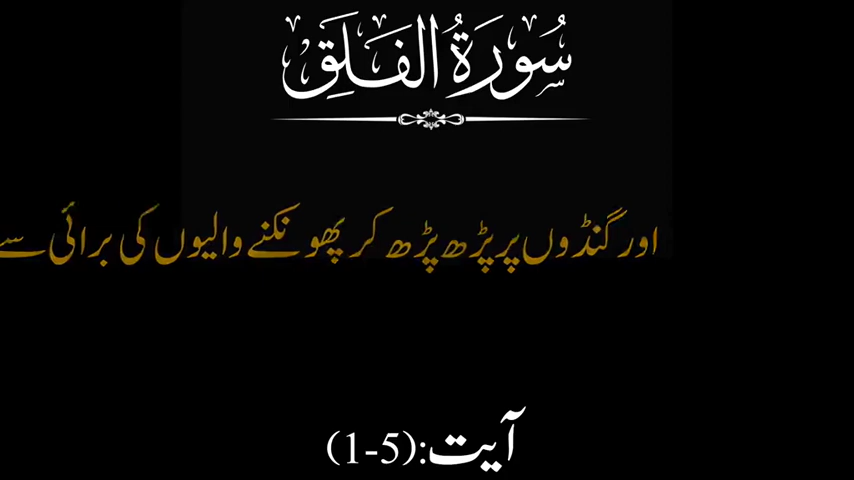 سُورَةُ الفَلَقِ
اور گنڈوں پر پڑھ پڑھ کر پھونکنے والیوں کی برائی سے
آیت:(1-5)